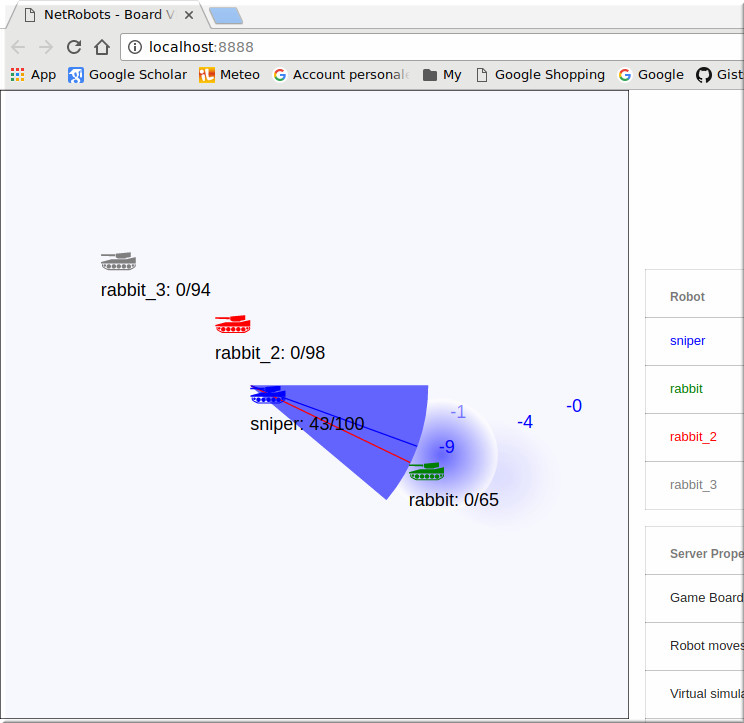 NetRobots - Board V
localhost:8888
App Google Scholar Meteo Account personale My Google Shopping Google Gist
rabbit_3: 0/94
rabbit_2: 0/98
sniper: 43/100
-0
-1
-4
-9
rabbit: 0/65
Robot
sniper
rabbit
rabbit_2
rabbit_3
Server Prope
Game Board
Robot moves
Virtual simula